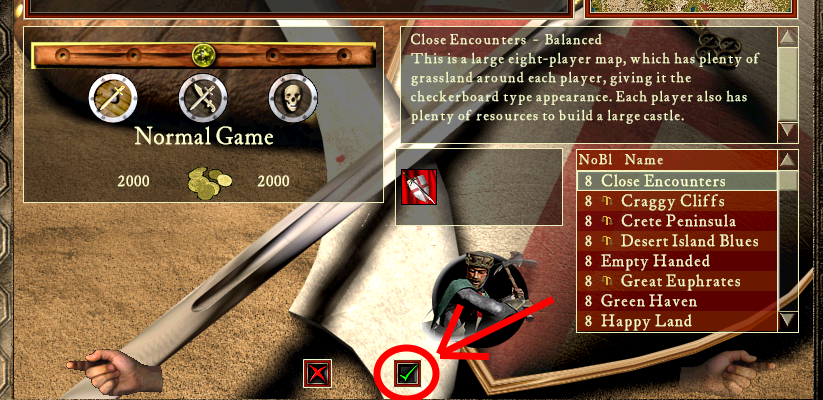 Close Encounters - Balanced
This is a large eight-player map, which has plenty of
grassland around each player, giving it the
checkerboard type appearance. Each player also has
plenty of resources to build a large castle.
Normal Game
2000 2000
NoBl Name
8 Close Encounters
8 Craggy Cliffs
8 Crete Peninsula
8 Desert Island Blues
8 Empty Handed
8 Great Euphrates
8 Green Haven
8 Happy Land